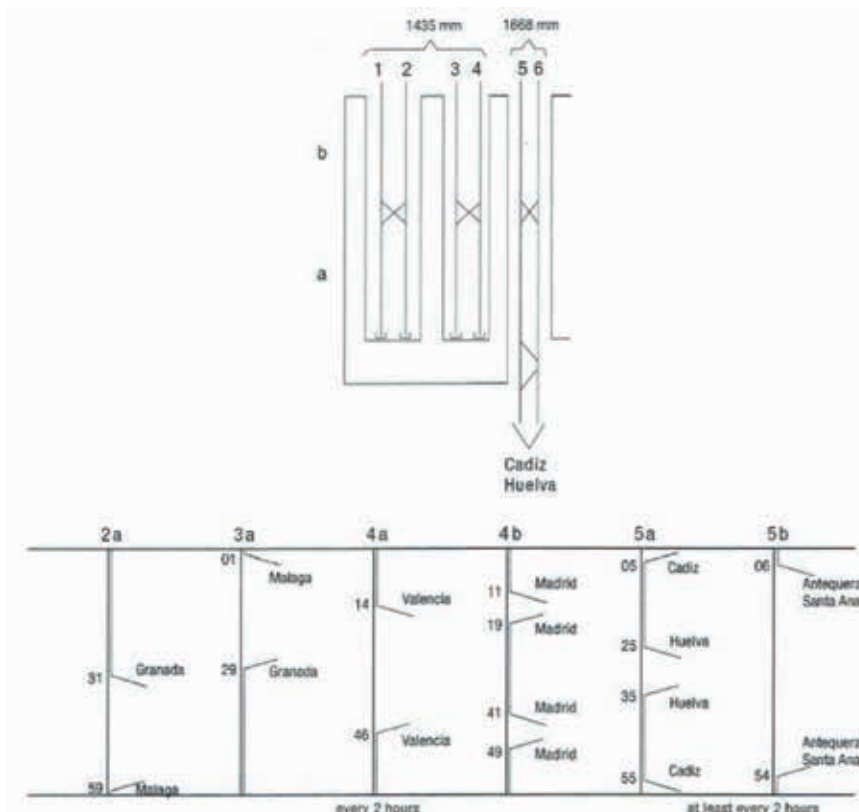 1435 mm 1668 mm
1 2 3 4 5 6
b
a
Cadiz
Huelva
2a 3a 4a 4b 5a 5b
01 Malaga
31 Granada
59 Malaga
29 Granada
14 Valencia
46 Valencia
every 2 hours
11 Madrid
19 Madrid
41 Madrid
49 Madrid
05 Cadiz
25 Huelva
35 Huelva
55 Cadiz
06 Antequera
Santa Ana
54 Antequera
Santa Ana
at least every 2 hours